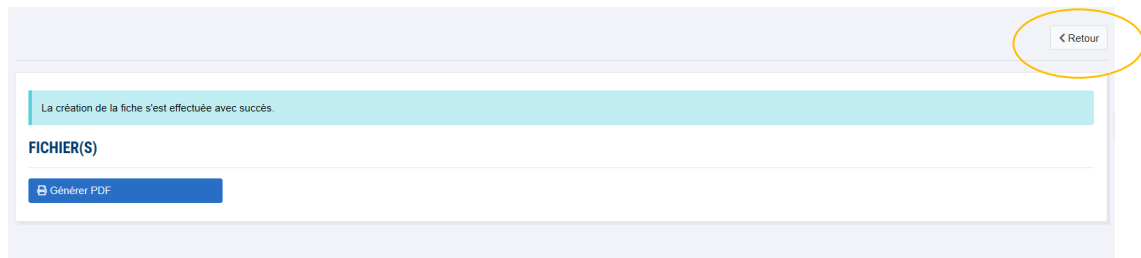 Retour
La création de la fiche s'est effectuée avec succès.
FICHIER(S)
Générer PDF